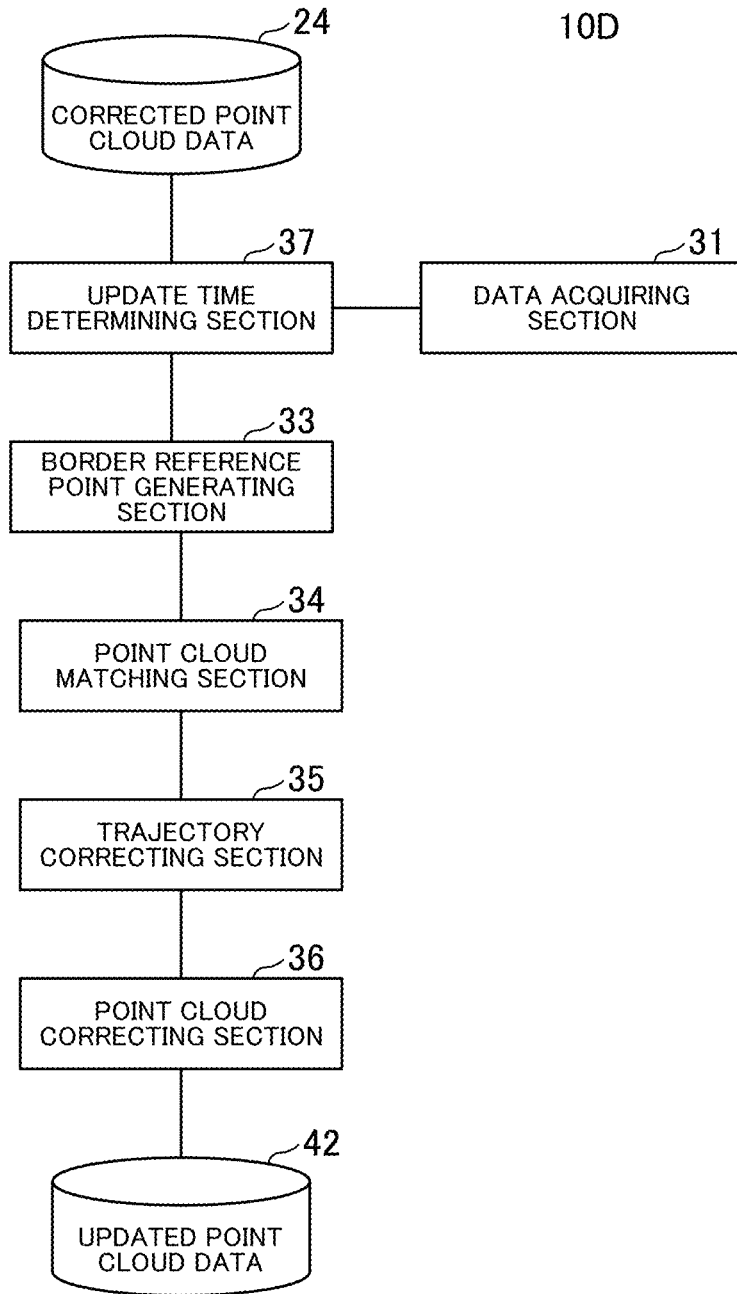 24
10D
CORRECTED POINT
CLOUD DATA
37
31
UPDATE TIME
DETERMINING SECTION
DATA ACQUIRING
SECTION
33
BORDER REFERENCE
POINT GENERATING
SECTION
34
POINT CLOUD
MATCHING SECTION
35
TRAJECTORY
CORRECTING SECTION
36
POINT CLOUD
CORRECTING SECTION
42
UPDATED POINT
CLOUD DATA